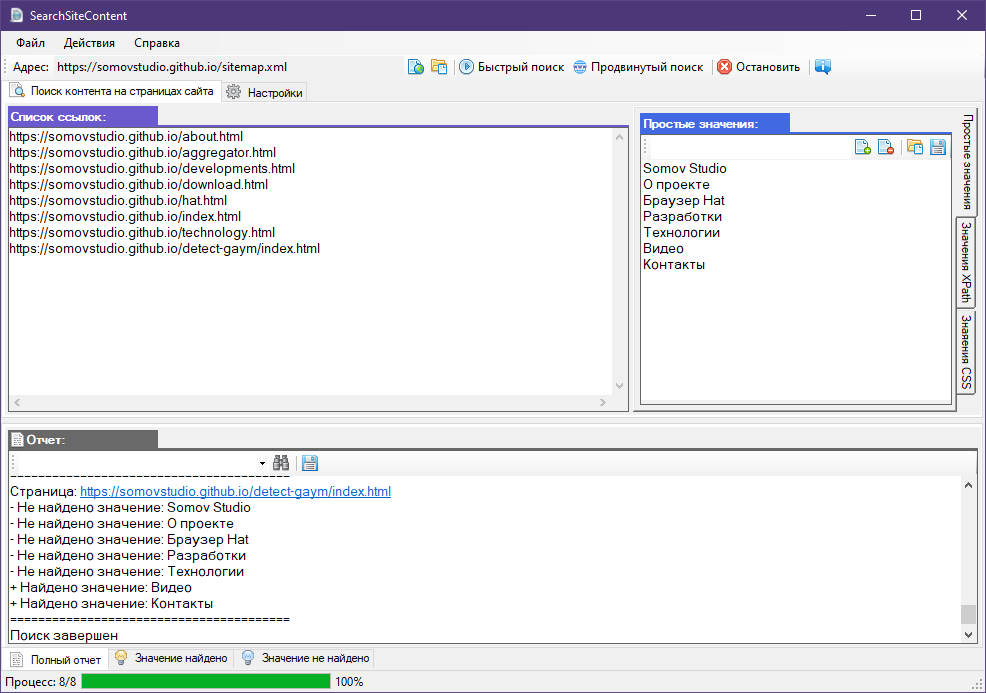 SearchSiteContent
Файл Действия Справка
Адрес: https://somovstudio.github.io/sitemap.xml Быстрый поиск Продвинутый поиск Остановить
Поиск контента на страницах сайта Настройки
Список ссылок:
https://somovstudio.github.io/about.html
https://somovstudio.github.io/aggregator.html
https://somovstudio.github.io/developments.html
https://somovstudio.github.io/download.html
https://somovstudio.github.io/hat.html
https://somovstudio.github.io/index.html
https://somovstudio.github.io/technology.html
https://somovstudio.github.io/detect-gaym/index.html
Простые значения:
Somov Studio
О проекте
Браузер Hat
Разработки
Технологии
Видео
Контакты
Простые значения
Значения XPath
Знаяения CSS
Отчет:
========================================
Страница: https://somovstudio.github.io/detect-gaym/index.html
- Не найдено значение: Somov Studio
- Не найдено значение: О проекте
- Не найдено значение: Браузер Hat
- Не найдено значение: Разработки
- Не найдено значение: Технологии
+ Найдено значение: Видео
+ Найдено значение: Контакты
========================================
Поиск завершен
Полный отчет Значение найдено Значение не найдено
Процесс: 8/8 100%